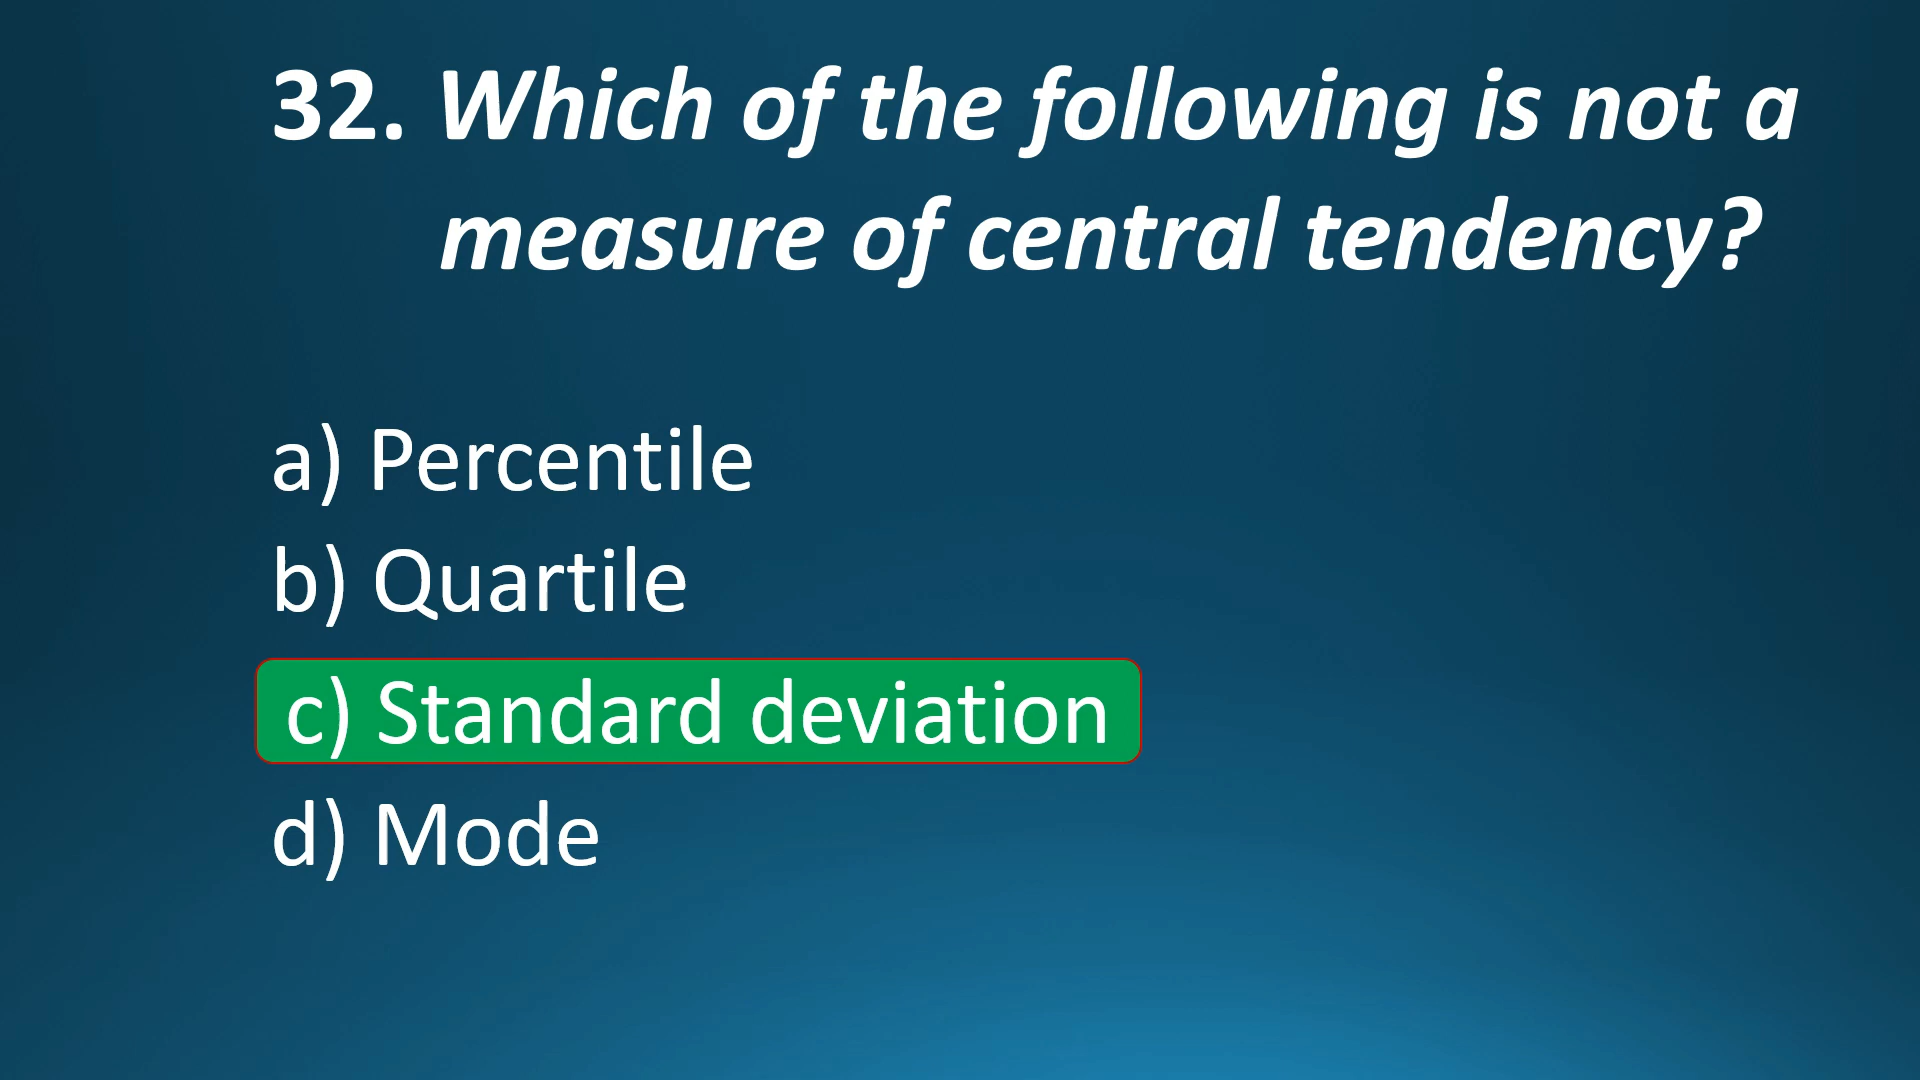 32. Which of the following is not a
measure of central tendency?
a) Percentile
b) Quartile
c) Standard deviation
d) Mode